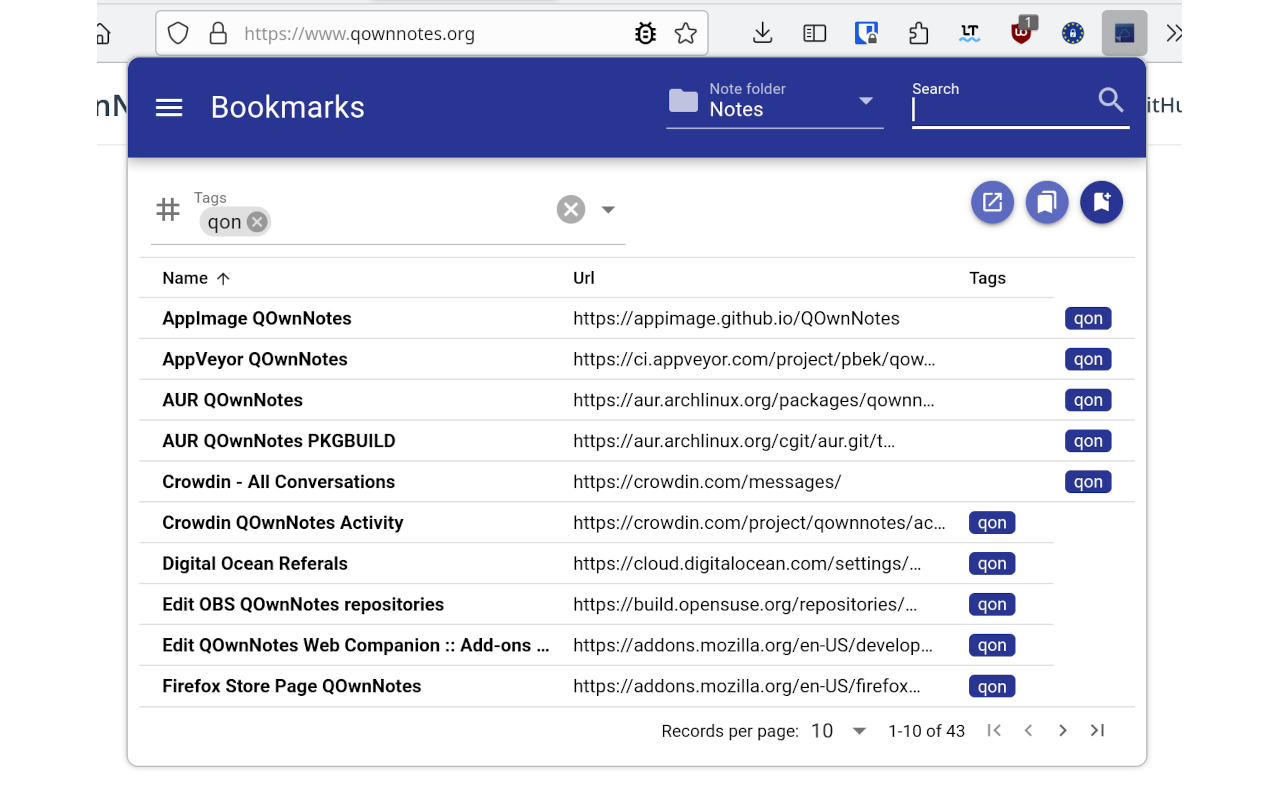 https://www.qownnotes.org
LT
1
Bookmarks
Note folder
Notes
Search
Tags
qon
Name Url Tags
AppImage QOwnNotes https://appimage.github.io/QOwnNotes qon
AppVeyor QOwnNotes https://ci.appveyor.com/project/pbek/qow... qon
AUR QOwnNotes https://aur.archlinux.org/packages/qownn... qon
AUR QOwnNotes PKGBUILD https://aur.archlinux.org/cgit/aur.git/t... qon
Crowdin - All Conversations https://crowdin.com/messages/ qon
Crowdin QOwnNotes Activity https://crowdin.com/project/qownnotes/ac... qon
Digital Ocean Referals https://cloud.digitalocean.com/settings/... qon
Edit OBS QOwnNotes repositories https://build.opensuse.org/repositories/... qon
Edit QOwnNotes Web Companion :: Add-ons ... https://addons.mozilla.org/en-US/develop... qon
Firefox Store Page QOwnNotes https://addons.mozilla.org/en-US/firefox... qon
Records per page: 10 1-10 of 43